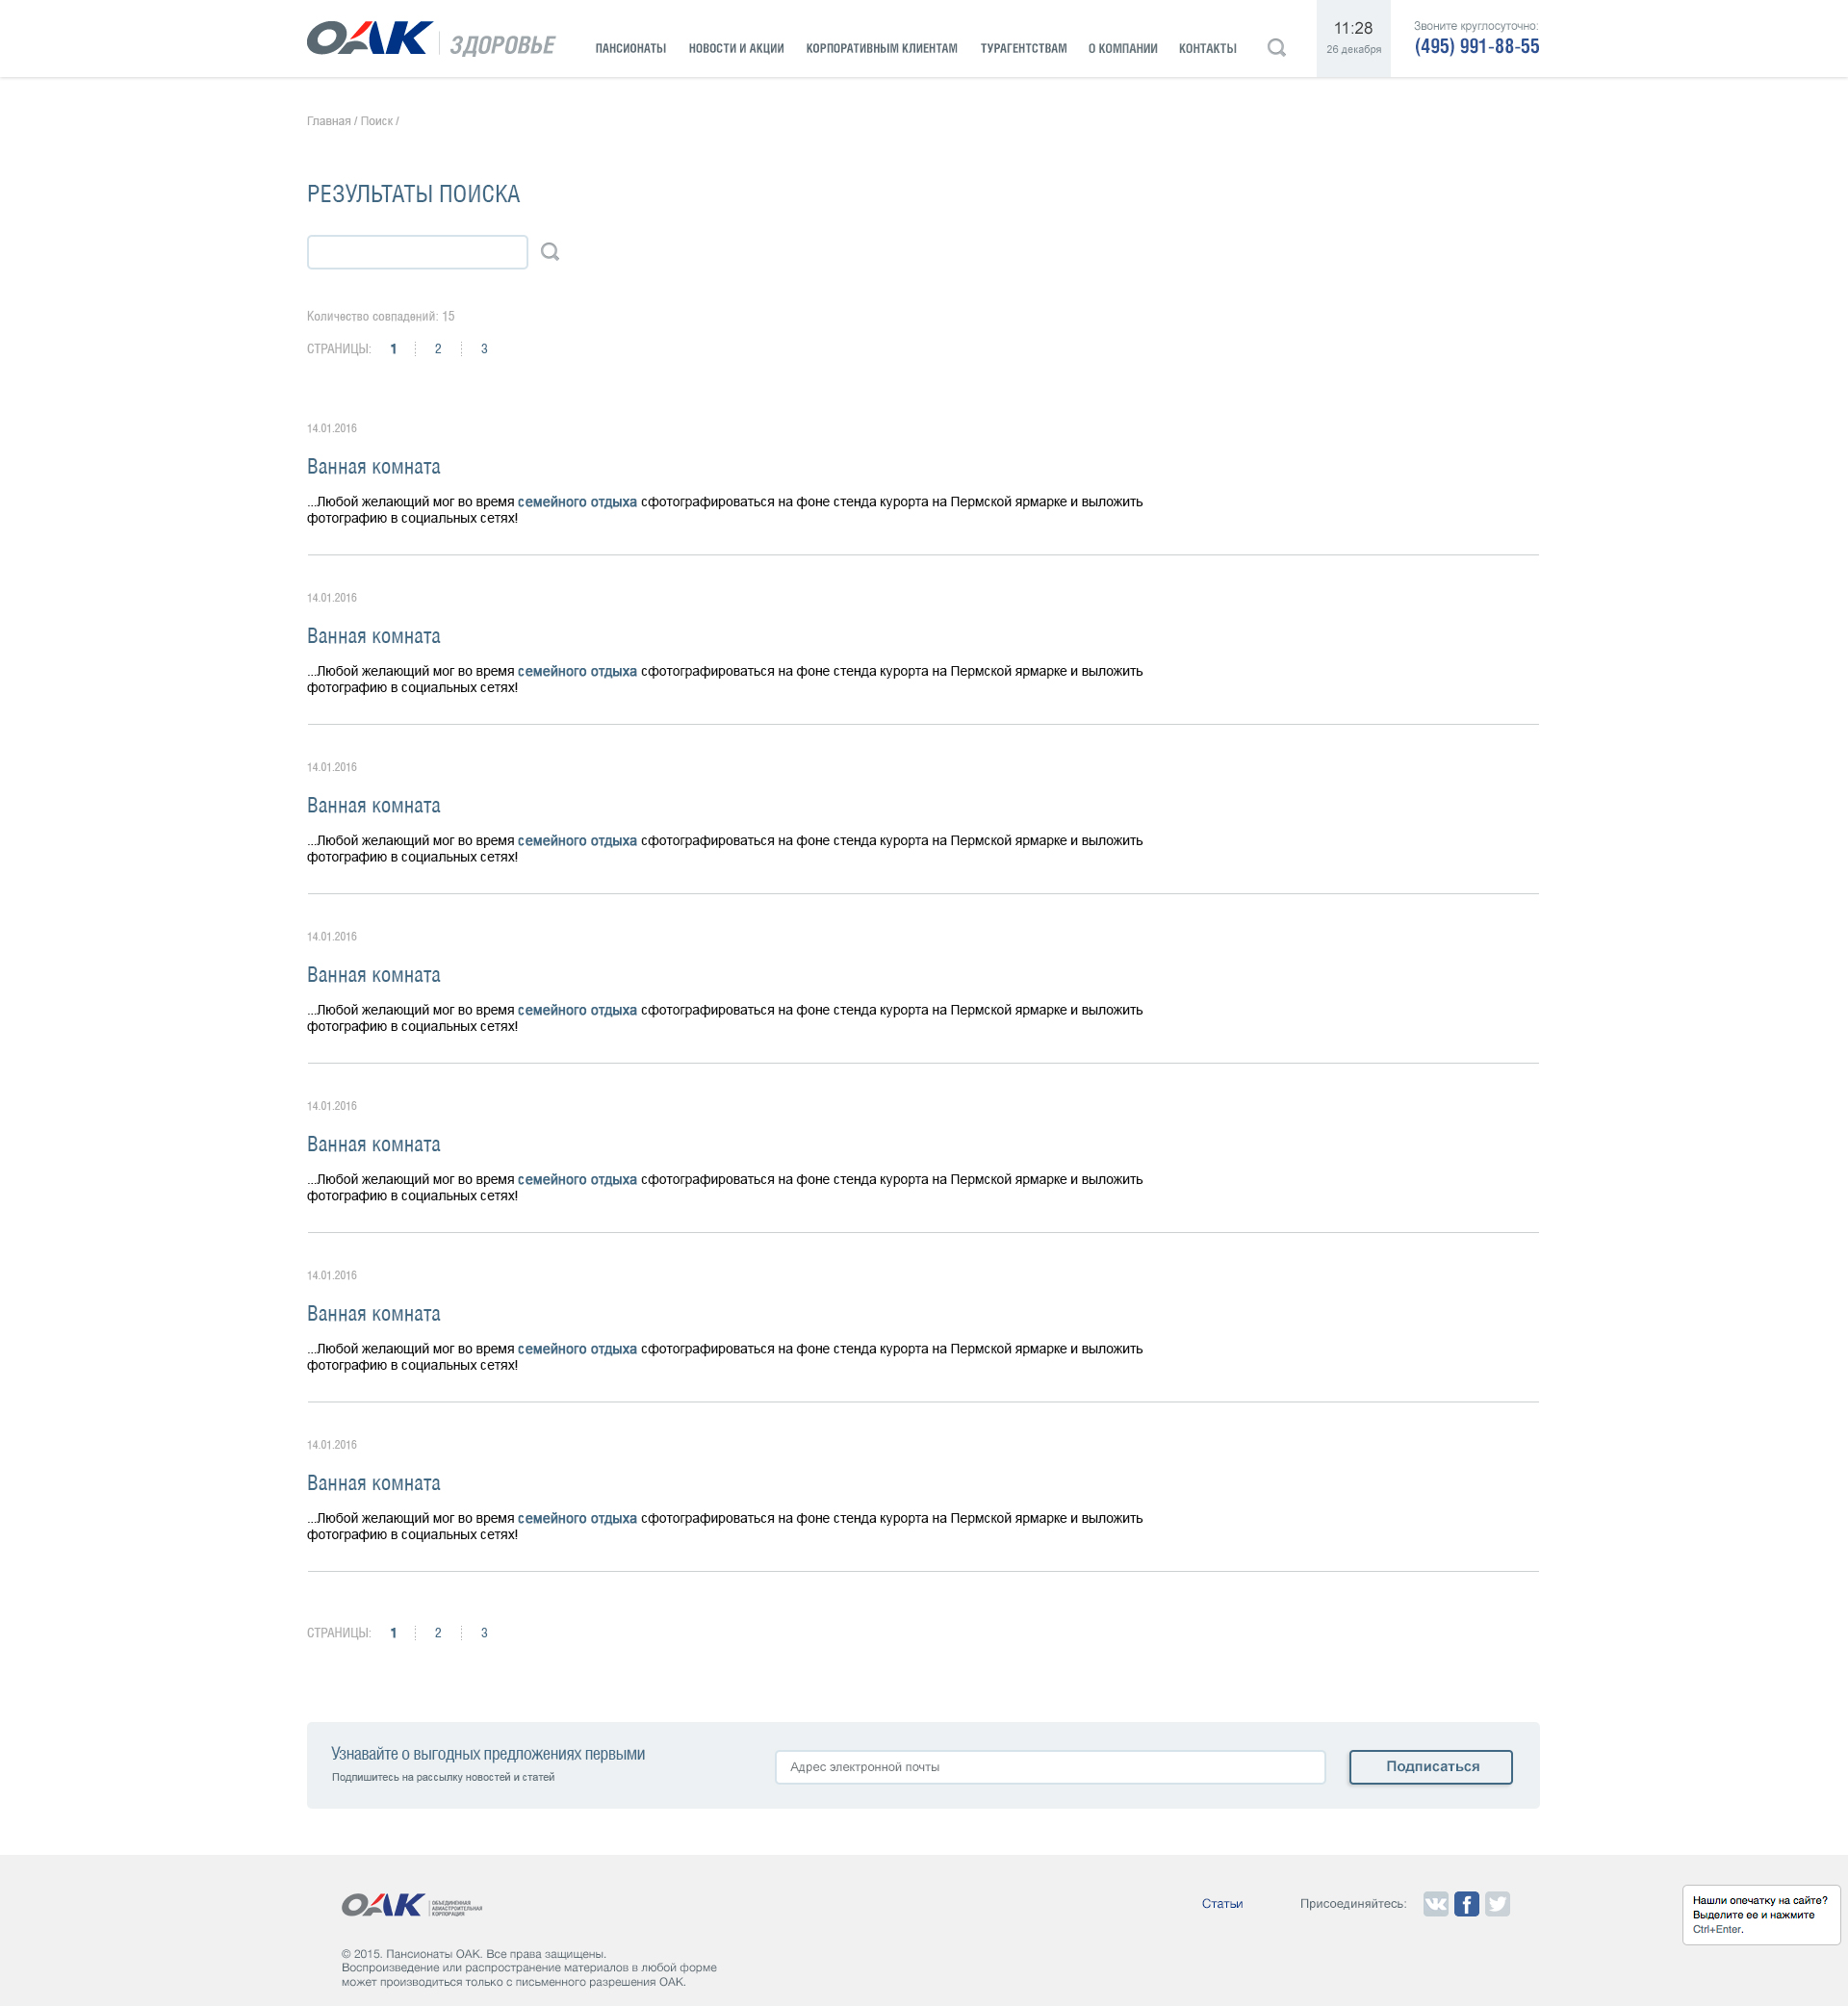 ОАК ЗДОРОВЬЕ
ПАНСИОНАТЫ НОВОСТИ И АКЦИИ КОРПОРАТИВНЫМ КЛИЕНТАМ ТУРАГЕНТСТВАМ О КОМПАНИИ КОНТАКТЫ
11:28
26 декабря
Звоните круглосуточно:
(495) 991-88-55
Главная / Поиск /
РЕЗУЛЬТАТЫ ПОИСКА
Количество совпадений: 15
СТРАНИЦЫ: 1 2 3
14.01.2016
Ванная комната
...Любой желающий мог во время семейного отдыха сфотографироваться на фоне стенда курорта на Пермской ярмарке и выложить
фотографию в социальных сетях!
14.01.2016
Ванная комната
...Любой желающий мог во время семейного отдыха сфотографироваться на фоне стенда курорта на Пермской ярмарке и выложить
фотографию в социальных сетях!
14.01.2016
Ванная комната
...Любой желающий мог во время семейного отдыха сфотографироваться на фоне стенда курорта на Пермской ярмарке и выложить
фотографию в социальных сетях!
14.01.2016
Ванная комната
...Любой желающий мог во время семейного отдыха сфотографироваться на фоне стенда курорта на Пермской ярмарке и выложить
фотографию в социальных сетях!
14.01.2016
Ванная комната
...Любой желающий мог во время семейного отдыха сфотографироваться на фоне стенда курорта на Пермской ярмарке и выложить
фотографию в социальных сетях!
14.01.2016
Ванная комната
...Любой желающий мог во время семейного отдыха сфотографироваться на фоне стенда курорта на Пермской ярмарке и выложить
фотографию в социальных сетях!
14.01.2016
Ванная комната
...Любой желающий мог во время семейного отдыха сфотографироваться на фоне стенда курорта на Пермской ярмарке и выложить
фотографию в социальных сетях!
СТРАНИЦЫ: 1 2 3
Узнавайте о выгодных предложениях первыми
Подпишитесь на рассылку новостей и статей
Адрес электронной почты
Подписаться
ОАК
ОБЪЕДИНЕННАЯ
АВИАСТРОИТЕЛЬНАЯ
КОРПОРАЦИЯ
Статьи
Присоединяйтесь:
Нашли опечатку на сайте?
Выделите ее и нажмите
Ctrl+Enter.
© 2015. Пансионаты ОАК. Все права защищены.
Воспроизведение или распространение материалов в любой форме
может производиться только с письменного разрешения ОАК.